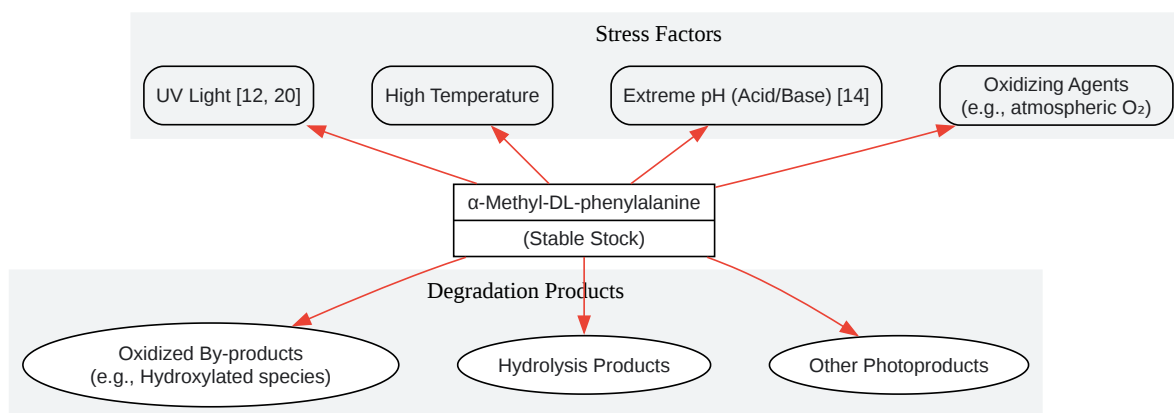 Stress Factors
UV Light [12, 20]
High Temperature
Extreme pH (Acid/Base) [14]
Oxidizing Agents
(e.g., atmospheric O₂)
α-Methyl-DL-phenylalanine
(Stable Stock)
Degradation Products
Oxidized By-products
(e.g., Hydroxylated species)
Hydrolysis Products
Other Photoproducts